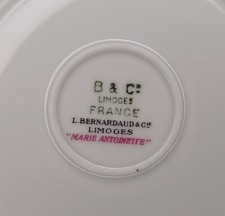 B & Cº
LIMOGES
FRANCE
L. BERNARDAUD & Cº
LIMOGES
"MARIE ANTOINETTE"